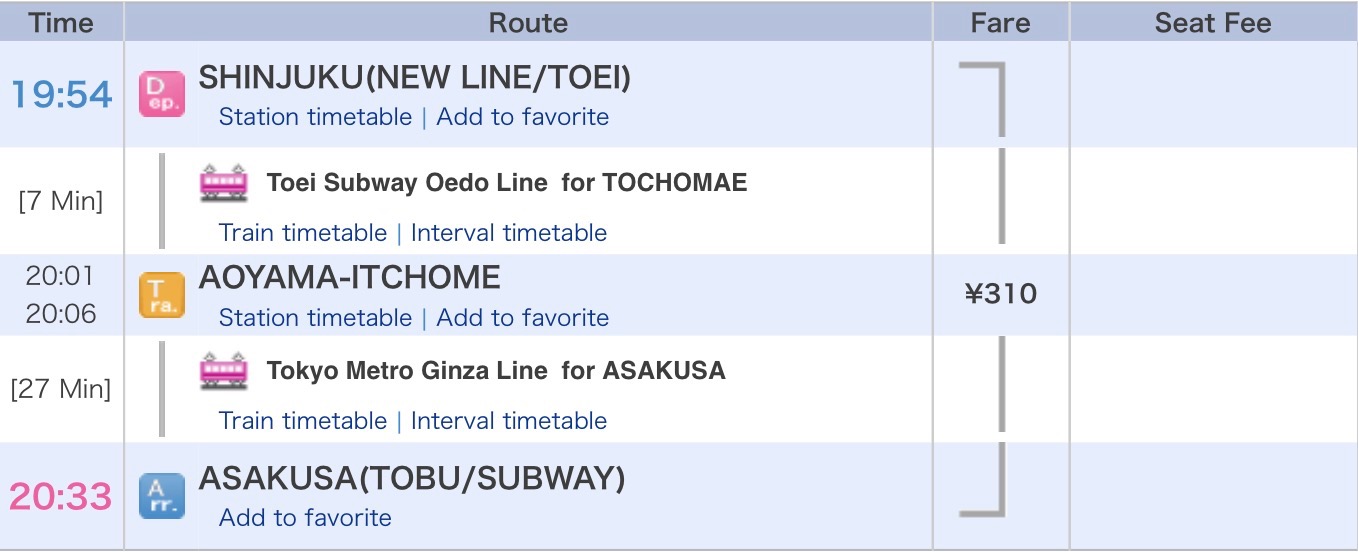 Time Route Fare Seat Fee
19:54 Dep. SHINJUKU(NEW LINE/TOEI)
Station timetable | Add to favorite
[7 Min] Toei Subway Oedo Line for TOCHOMAE
Train timetable | Interval timetable
20:01
20:06
Tra. AOYAMA-ITCHOME
Station timetable | Add to favorite
¥310
[27 Min] Tokyo Metro Ginza Line for ASAKUSA
Train timetable | Interval timetable
20:33 Arr. ASAKUSA(TOBU/SUBWAY)
Add to favorite